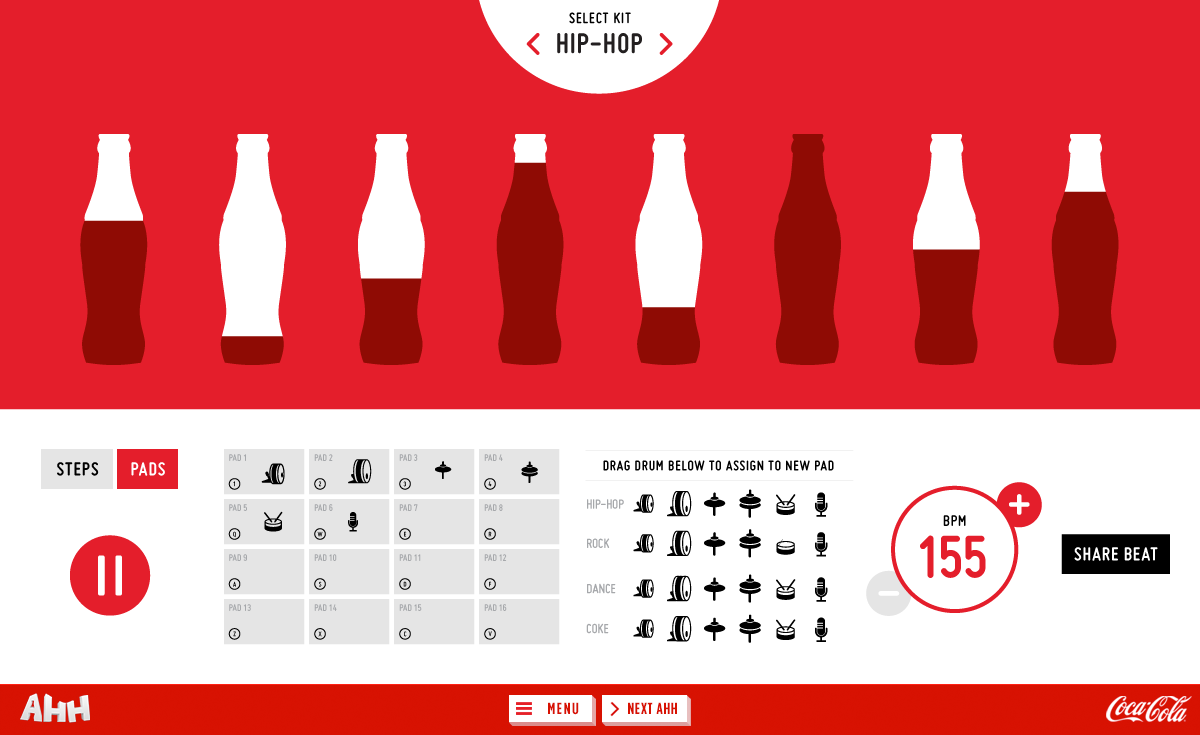 SELECT KIT
< HIP-HOP >
STEPS
PADS
PAD 1
PAD 2
PAD 3
PAD 4
1
2
3
4
PAD 5
PAD 6
PAD 7
PAD 8
Q
W
E
R
PAD 9
PAD 10
PAD 11
PAD 12
A
S
D
F
PAD 13
PAD 14
PAD 15
PAD 16
Z
X
C
V
DRAG DRUM BELOW TO ASSIGN TO NEW PAD
HIP-HOP
ROCK
DANCE
COKE
BPM
155
+
−
SHARE BEAT
AHH
MENU
> NEXT AHH
Coca-Cola